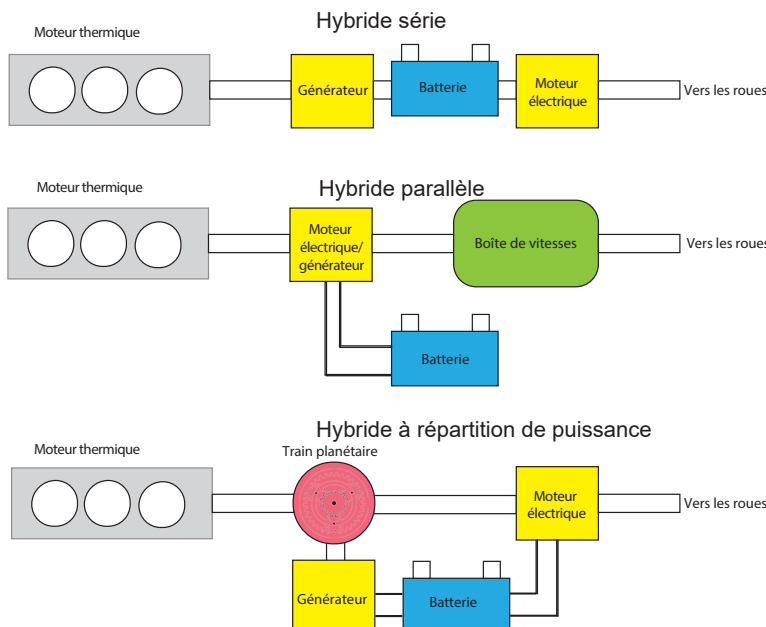 Hybride série
Moteur thermique
Générateur
Batterie
Moteur
électrique
Vers les roues
Hybride parallèle
Moteur thermique
Moteur
électrique/
générateur
Boîte de vitesses
Vers les roues
Batterie
Hybride à répartition de puissance
Moteur thermique
Train planétaire
Moteur
électrique
Vers les roues
Générateur
Batterie